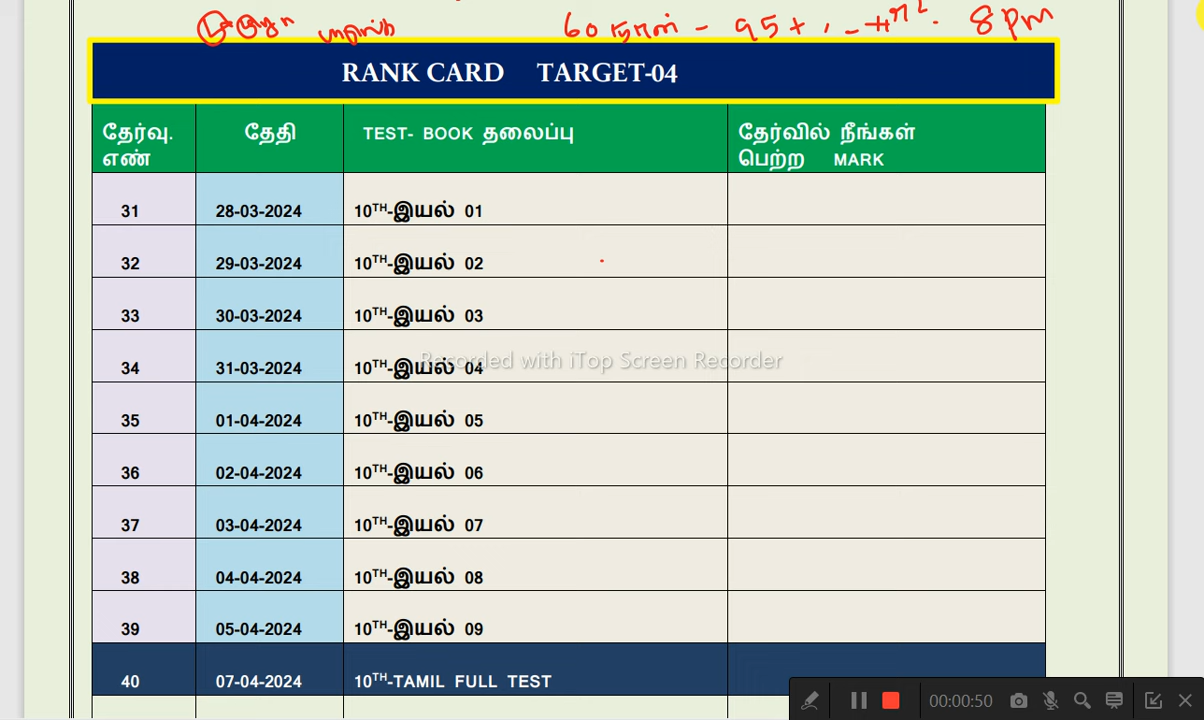 60 நாள் - 95+ 8pm
RANK CARD TARGET-04
தேர்வு. எண் தேதி TEST- BOOK தலைப்பு தேர்வில் நீங்கள் பெற்ற MARK
31 28-03-2024 10TH-இயல் 01
32 29-03-2024 10TH-இயல் 02
33 30-03-2024 10TH-இயல் 03
34 31-03-2024 10TH-இயல் 04
Recorded with iTop Screen Recorder
35 01-04-2024 10TH-இயல் 05
36 02-04-2024 10TH-இயல் 06
37 03-04-2024 10TH-இயல் 07
38 04-04-2024 10TH-இயல் 08
39 05-04-2024 10TH-இயல் 09
40 07-04-2024 10TH-TAMIL FULL TEST
00:00:50